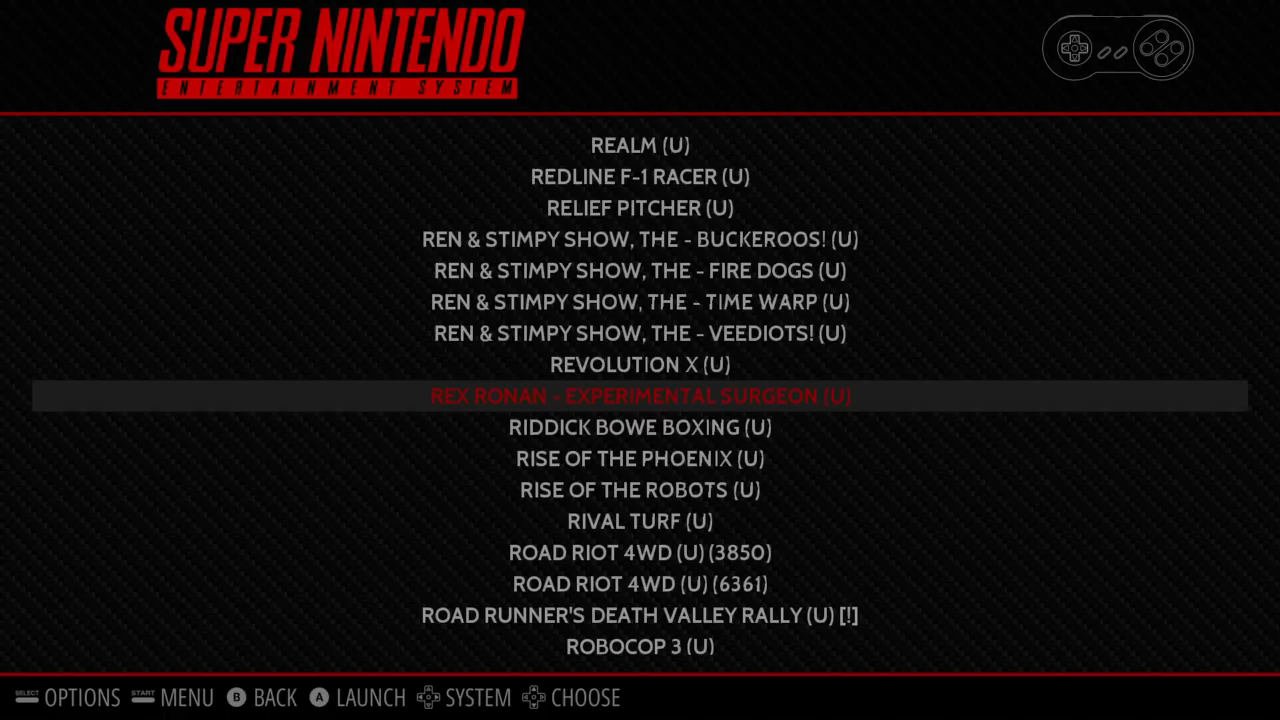 SUPER NINTENDO
ENTERTAINMENT SYSTEM
REALM (U)
REDLINE F-1 RACER (U)
RELIEF PITCHER (U)
REN & STIMPY SHOW, THE - BUCKEROOS! (U)
REN & STIMPY SHOW, THE - FIRE DOGS (U)
REN & STIMPY SHOW, THE - TIME WARP (U)
REN & STIMPY SHOW, THE - VEEDIOTS! (U)
REVOLUTION X (U)
REX RONAN - EXPERIMENTAL SURGEON (U)
RIDDICK BOWE BOXING (U)
RISE OF THE PHOENIX (U)
RISE OF THE ROBOTS (U)
RIVAL TURF (U)
ROAD RIOT 4WD (U) (3850)
ROAD RIOT 4WD (U) (6361)
ROAD RUNNER'S DEATH VALLEY RALLY (U) [!]
ROBOCOP 3 (U)
SELECT OPTIONS START MENU B BACK A LAUNCH SYSTEM CHOOSE